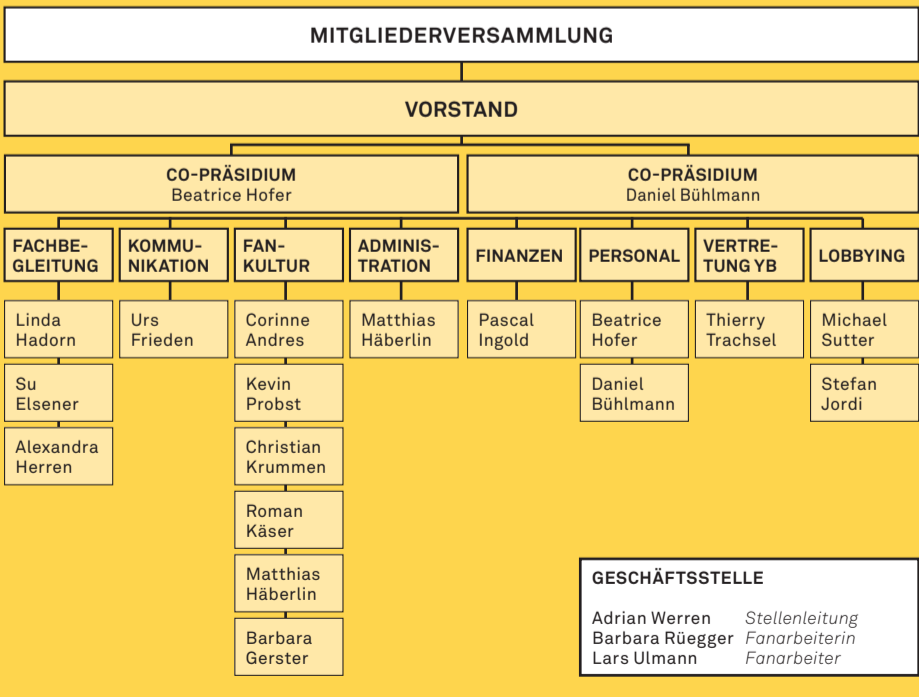 MITGLIEDERVERSAMMLUNG
VORSTAND
CO-PRÄSIDIUM
Beatrice Hofer
CO-PRÄSIDIUM
Daniel Bühlmann
FACHBE-
GLEITUNG
KOMMU-
NIKATION
FAN-
KULTUR
ADMINIS-
TRATION
FINANZEN
PERSONAL
VERTRE-
TUNG YB
LOBBYING
Linda
Hadorn
Su
Elsener
Alexandra
Herren
Urs
Frieden
Corinne
Andres
Kevin
Probst
Christian
Krummen
Roman
Käser
Matthias
Häberlin
Barbara
Gerster
Matthias
Häberlin
Pascal
Ingold
Beatrice
Hofer
Daniel
Bühlmann
Thierry
Trachsel
Michael
Sutter
Stefan
Jordi
GESCHÄFTSSTELLE
Adrian Werren Stellenleitung
Barbara Rüegger Fanarbeiterin
Lars Ulmann Fanarbeiter